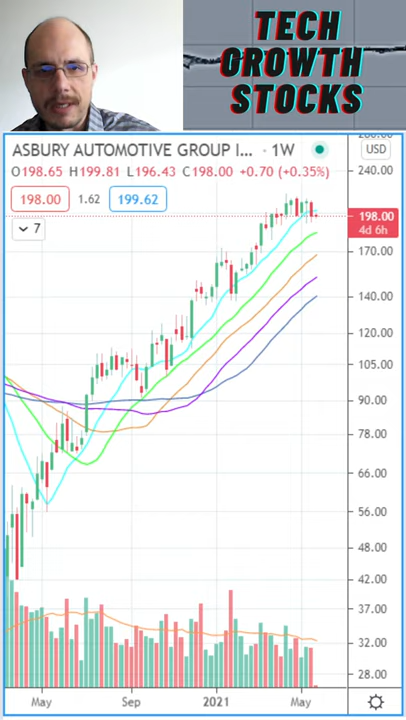 TECH
GROWTH
STOCKS
ASBURY AUTOMOTIVE GROUP I... · 1W
USD
O198.65 H199.81 L196.43 C198.00 +0.70 (+0.35%)
240.00
198.00 1.62 199.62
198.00
4d 6h
7
170.00
140.00
120.00
105.00
90.00
78.00
66.00
56.00
48.00
42.00
37.00
32.00
28.00
May Sep 2021 May